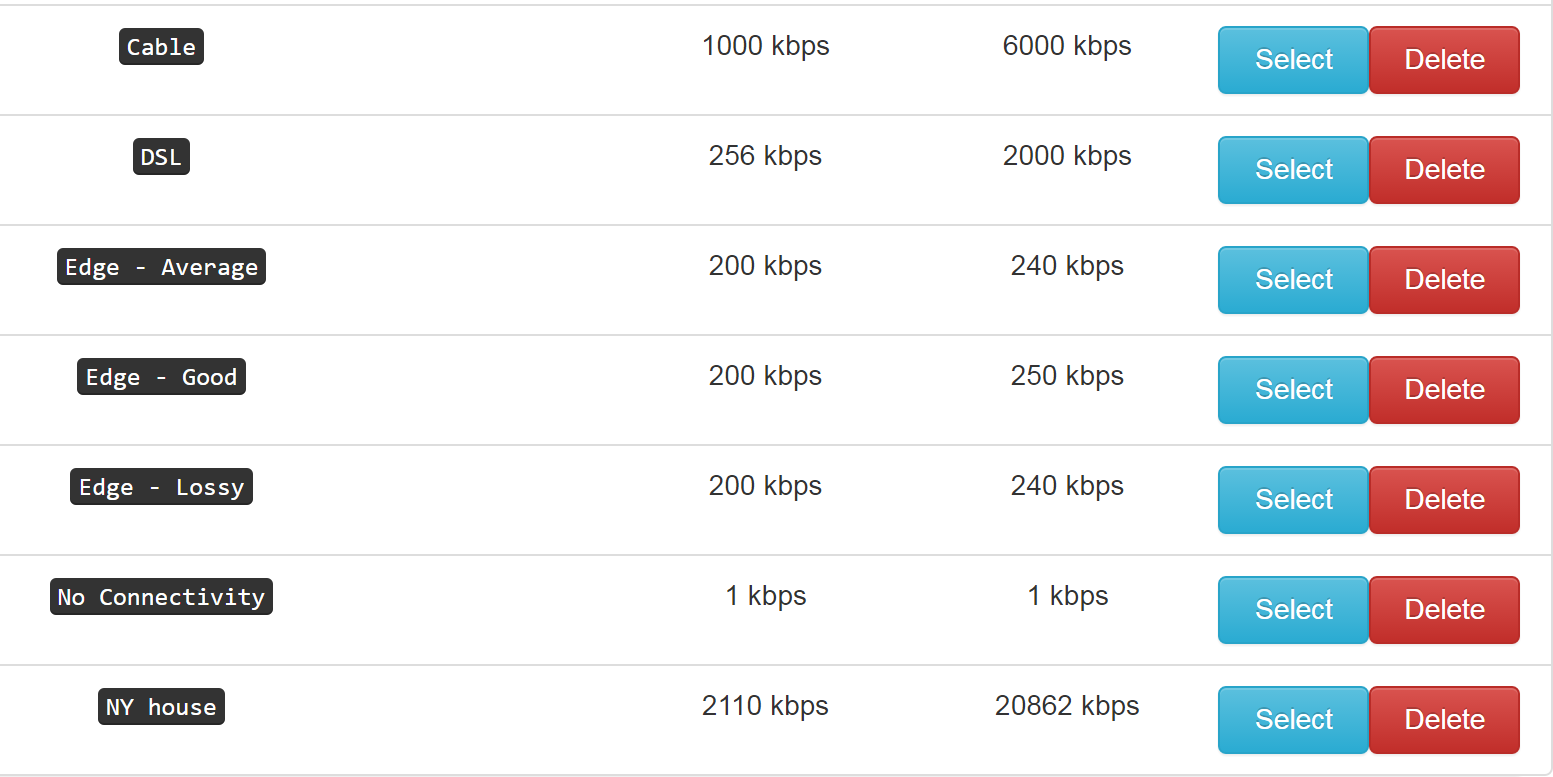 Cable 1000 kbps 6000 kbps Select Delete
DSL 256 kbps 2000 kbps Select Delete
Edge - Average 200 kbps 240 kbps Select Delete
Edge - Good 200 kbps 250 kbps Select Delete
Edge - Lossy 200 kbps 240 kbps Select Delete
No Connectivity 1 kbps 1 kbps Select Delete
NY house 2110 kbps 20862 kbps Select Delete